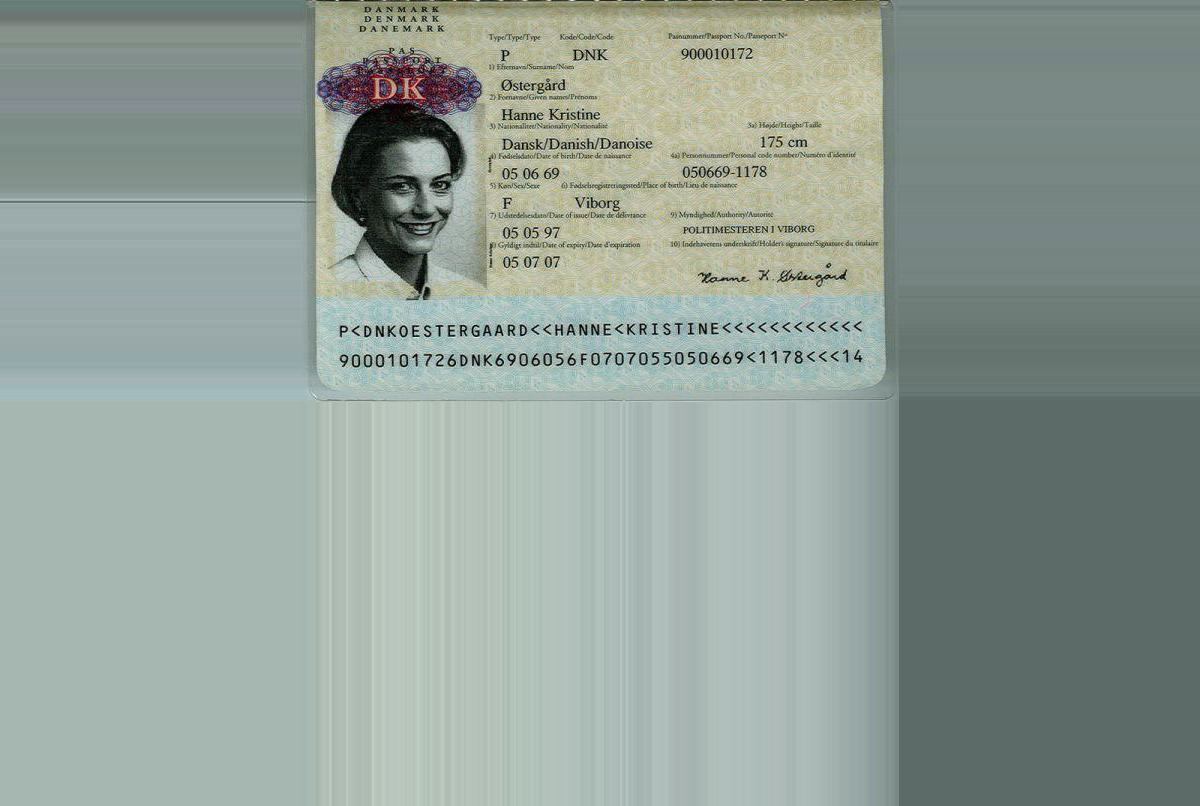 DANMARK
DENMARK
DANEMARK
PAS
PASSPORT
DK
Type/Type/Type Kode/Code/Code Pasnummer/Passport No./Passeport N°
P DNK 900010172
1) Efternavn/Surname/Nom
Østergård
2) Fornavne/Given names/Prénoms
Hanne Kristine
3) Nationalitet/Nationality/Nationalité 3a) Højde/Height/Taille
Dansk/Danish/Danoise 175 cm
4) Fødselsdato/Date of birth/Date de naissance 4a) Personnummer/Personal code number/Numéro d'identité
05 06 69 050669-1178
5) Køn/Sex/Sexe 6) Fødselsregistreringssted/Place of birth/Lieu de naissance
F Viborg
7) Udstedelsesdato/Date of issue/Date de délivrance 9) Myndighed/Authority/Autorité
05 05 97 POLITIMESTEREN I VIBORG
8) Gyldigt indtil/Date of expiry/Date d'expiration 10) Indehaverens underskrift/Holder's signature/Signature du titulaire
05 07 07 Hanne K. Østergård
P<DNKOESTERGAARD<<HANNE<KRISTINE<<<<<<<<<<<<
9000101726DNK6906056F0707055050669<1178<<<14